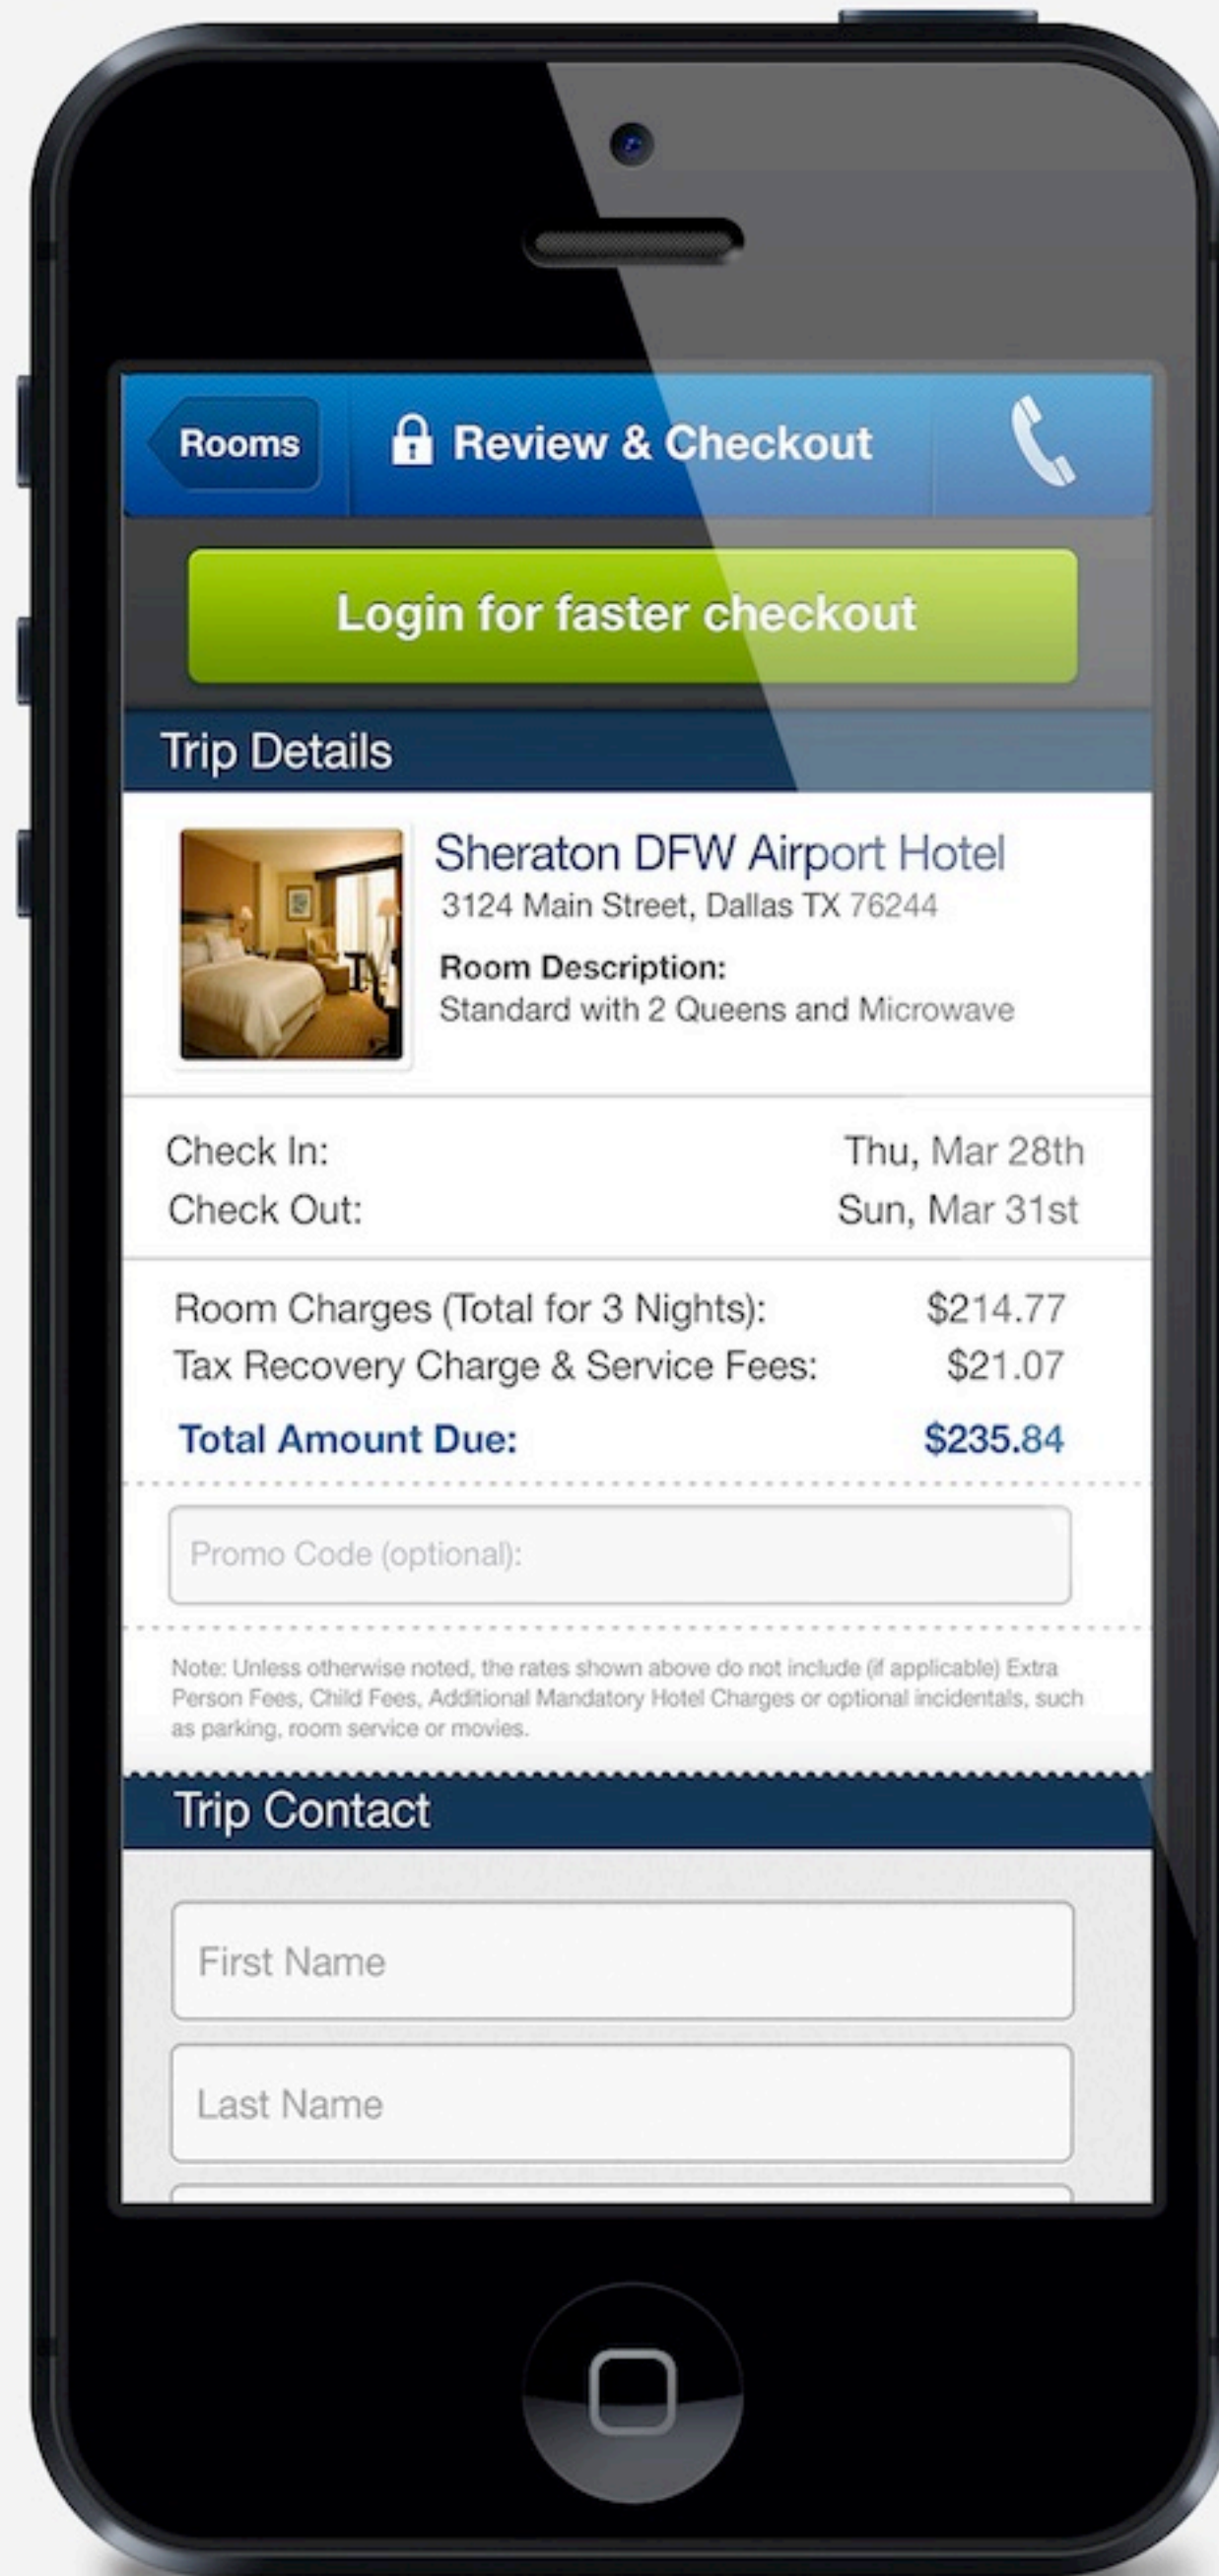 Rooms
Review & Checkout
Login for faster checkout
Trip Details
Sheraton DFW Airport Hotel
3124 Main Street, Dallas TX 76244
Room Description:
Standard with 2 Queens and Microwave
Check In: Thu, Mar 28th
Check Out: Sun, Mar 31st
Room Charges (Total for 3 Nights): $214.77
Tax Recovery Charge & Service Fees: $21.07
Total Amount Due: $235.84
Promo Code (optional):
Note: Unless otherwise noted, the rates shown above do not include (if applicable) Extra
Person Fees, Child Fees, Additional Mandatory Hotel Charges or optional incidentals, such
as parking, room service or movies.
Trip Contact
First Name
Last Name